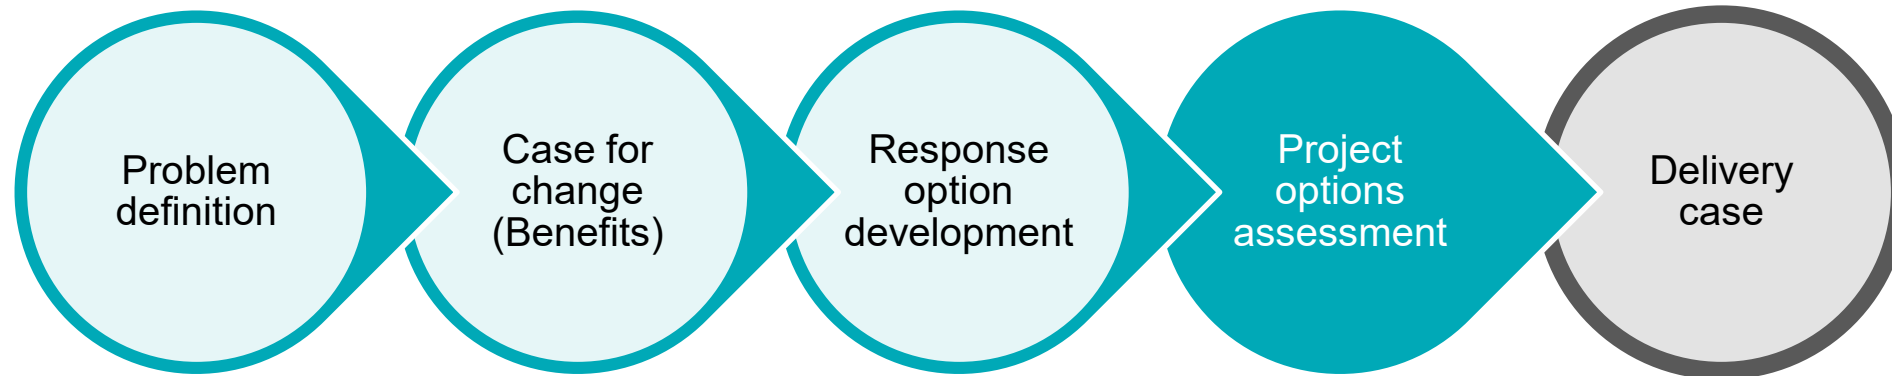 Problem
definition
Case for
change
(Benefits)
Response
option
development
Project
options
assessment
Delivery
case